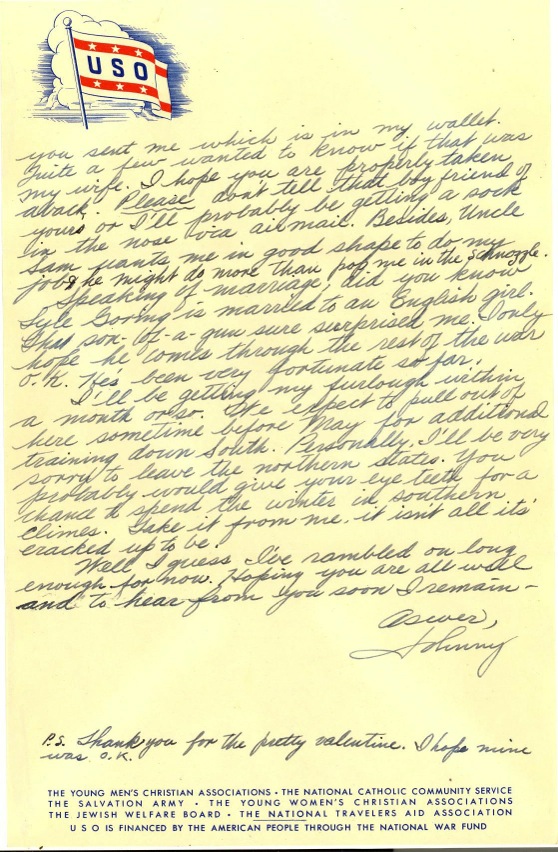 USO
you sent me which is in my wallet.
Quite a few wanted to know if that was
my wife. I hope you are properly taken
aback. Please don't tell that boy friend of
yours or I'll probably be getting a sock
in the nose via air mail. Besides, Uncle
Sam wants me in good shape to do my
job & he might do more than pop me in the schnozzle.
Speaking of marriage, did you know
Lyle Goving is married to an English girl.
That son-of-a-gun sure surprised me. I only
hope he comes through the rest of the war
O.K. He's been very fortunate so far.
I'll be getting my furlough within
a month or so. We expect to pull out of
here sometime before May for additional
training down South. Personally, I'll be very
sorry to leave the northern states. You
probably would give your eye teeth for a
chance to spend the winter in southern
climes. Take it from me, it isn't all its'
cracked up to be.
Well, I guess I've rambled on long
enough for now. Hoping you are all well
and to hear from you soon I remain -
As ever,
Johnny
P.S. Thank you for the pretty valentine. I hope mine
was O.K.
THE YOUNG MEN'S CHRISTIAN ASSOCIATIONS • THE NATIONAL CATHOLIC COMMUNITY SERVICE
THE SALVATION ARMY • THE YOUNG WOMEN'S CHRISTIAN ASSOCIATIONS
THE JEWISH WELFARE BOARD • THE NATIONAL TRAVELERS AID ASSOCIATION
USO IS FINANCED BY THE AMERICAN PEOPLE THROUGH THE NATIONAL WAR FUND